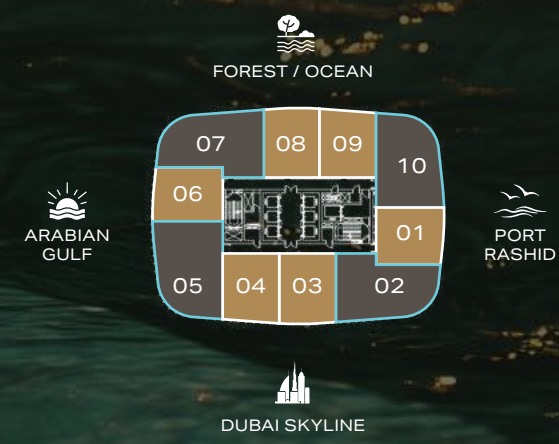 FOREST / OCEAN
07
08
09
10
06
ARABIAN
GULF
01
PORT
RASHID
05
04
03
02
DUBAI SKYLINE